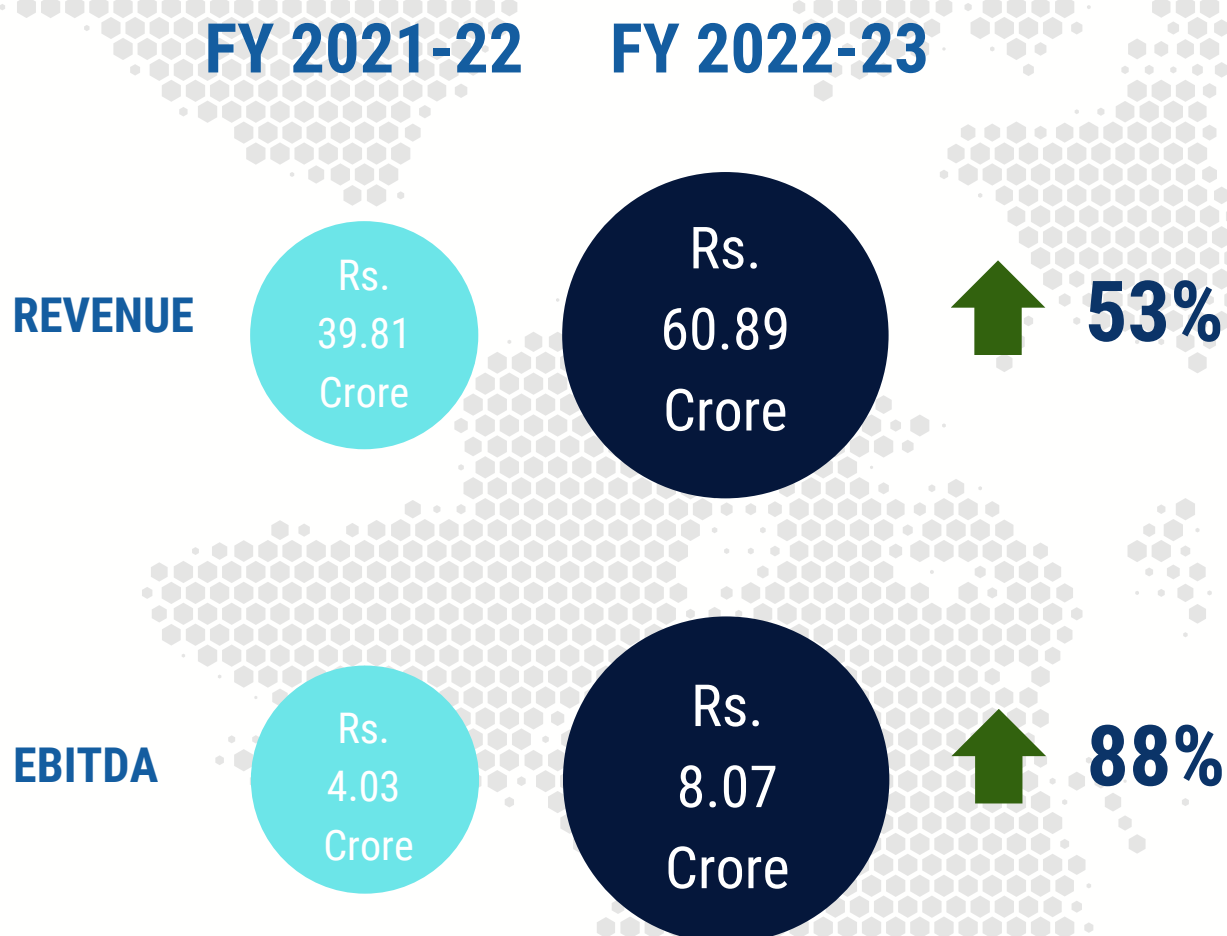 FY 2021-22 FY 2022-23
REVENUE
Rs.
39.81
Crore
Rs.
60.89
Crore
53%
EBITDA
Rs.
4.03
Crore
Rs.
8.07
Crore
88%